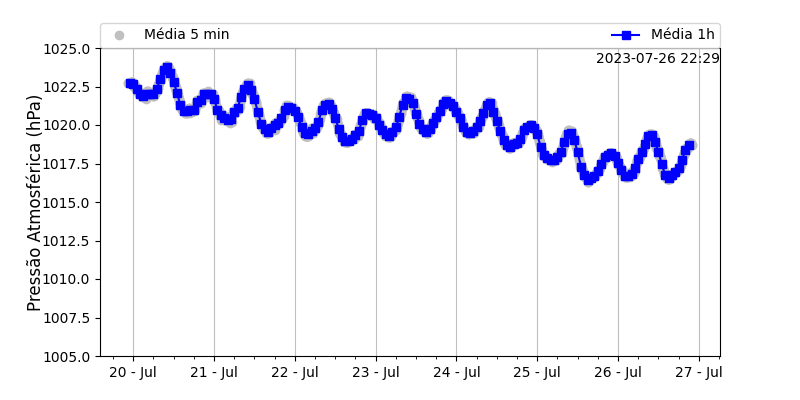 Média 5 min
Média 1h
2023-07-26 22:29
Pressão Atmosférica (hPa)
1025.0
1022.5
1020.0
1017.5
1015.0
1012.5
1010.0
1007.5
1005.0
20 - Jul
21 - Jul
22 - Jul
23 - Jul
24 - Jul
25 - Jul
26 - Jul
27 - Jul